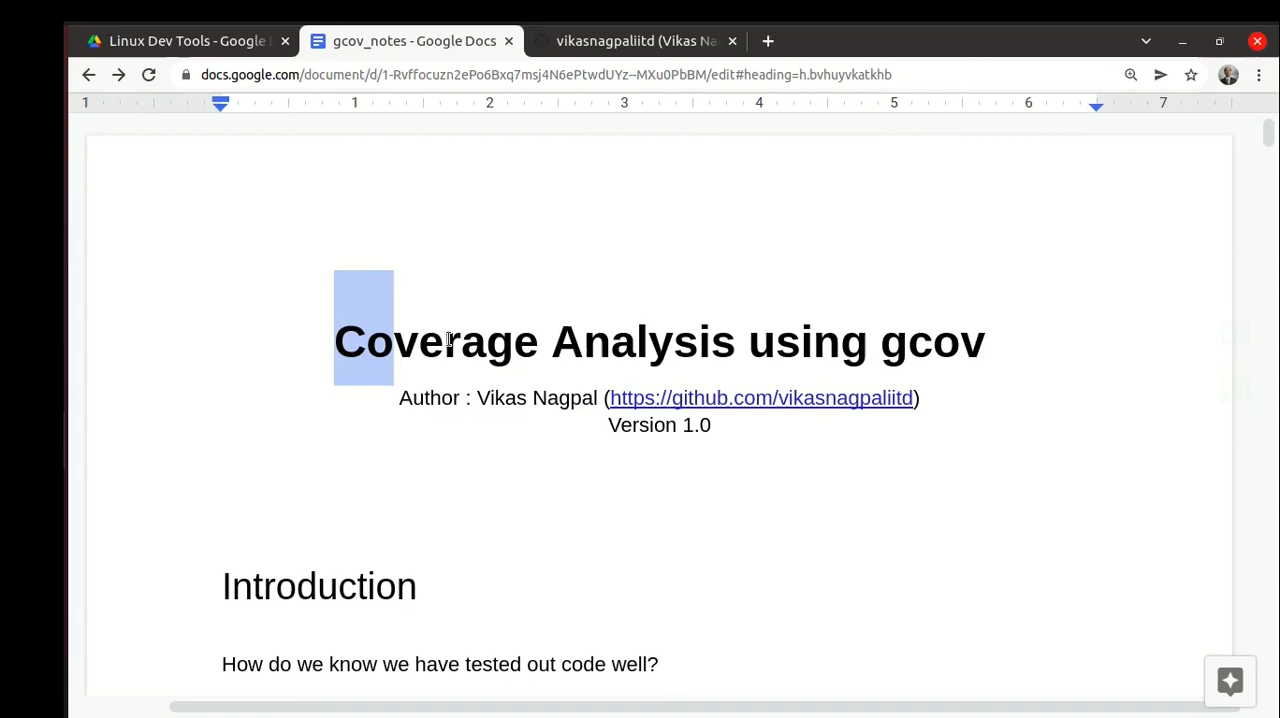 Linux Dev Tools - Google
gcov_notes - Google Docs
vikasnagpaliitd (Vikas Na
docs.google.com/document/d/1-Rvffocuzn2ePo6Bxq7msj4N6ePtwdUYz--MXu0PbBM/edit#heading=h.bvhuyvkatkhb
1 1 2 3 4 5 6 7
Coverage Analysis using gcov
Author : Vikas Nagpal (https://github.com/vikasnagpaliitd)
Version 1.0
Introduction
How do we know we have tested out code well?